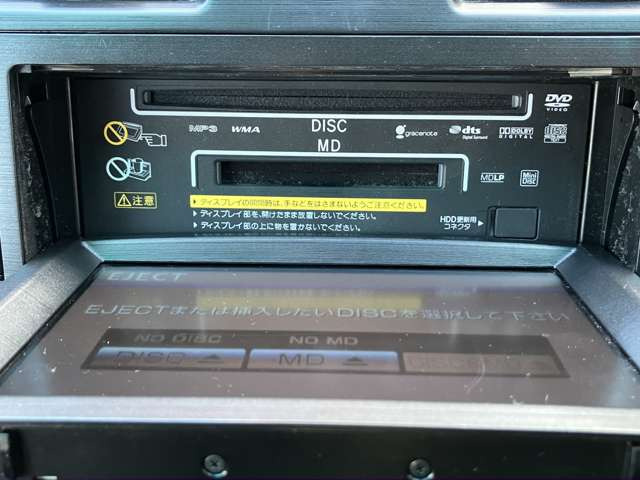 DVD
VIDEO
MP3 WMA DISC gracenote dts Digital Surround DOLBY DIGITAL
MD
MDLP Mini Disc
注意
ディスプレイの開閉時は、手などをはさまないようご注意ください。
ディスプレイ部を、開けたまま放置しないでください。
ディスプレイ部の上に物を置かないでください。
HDD更新用
コネクタ
EJECT
EJECTまたは挿入したいDISCを選択して下さい
NO DISC NO MD
DISC MD